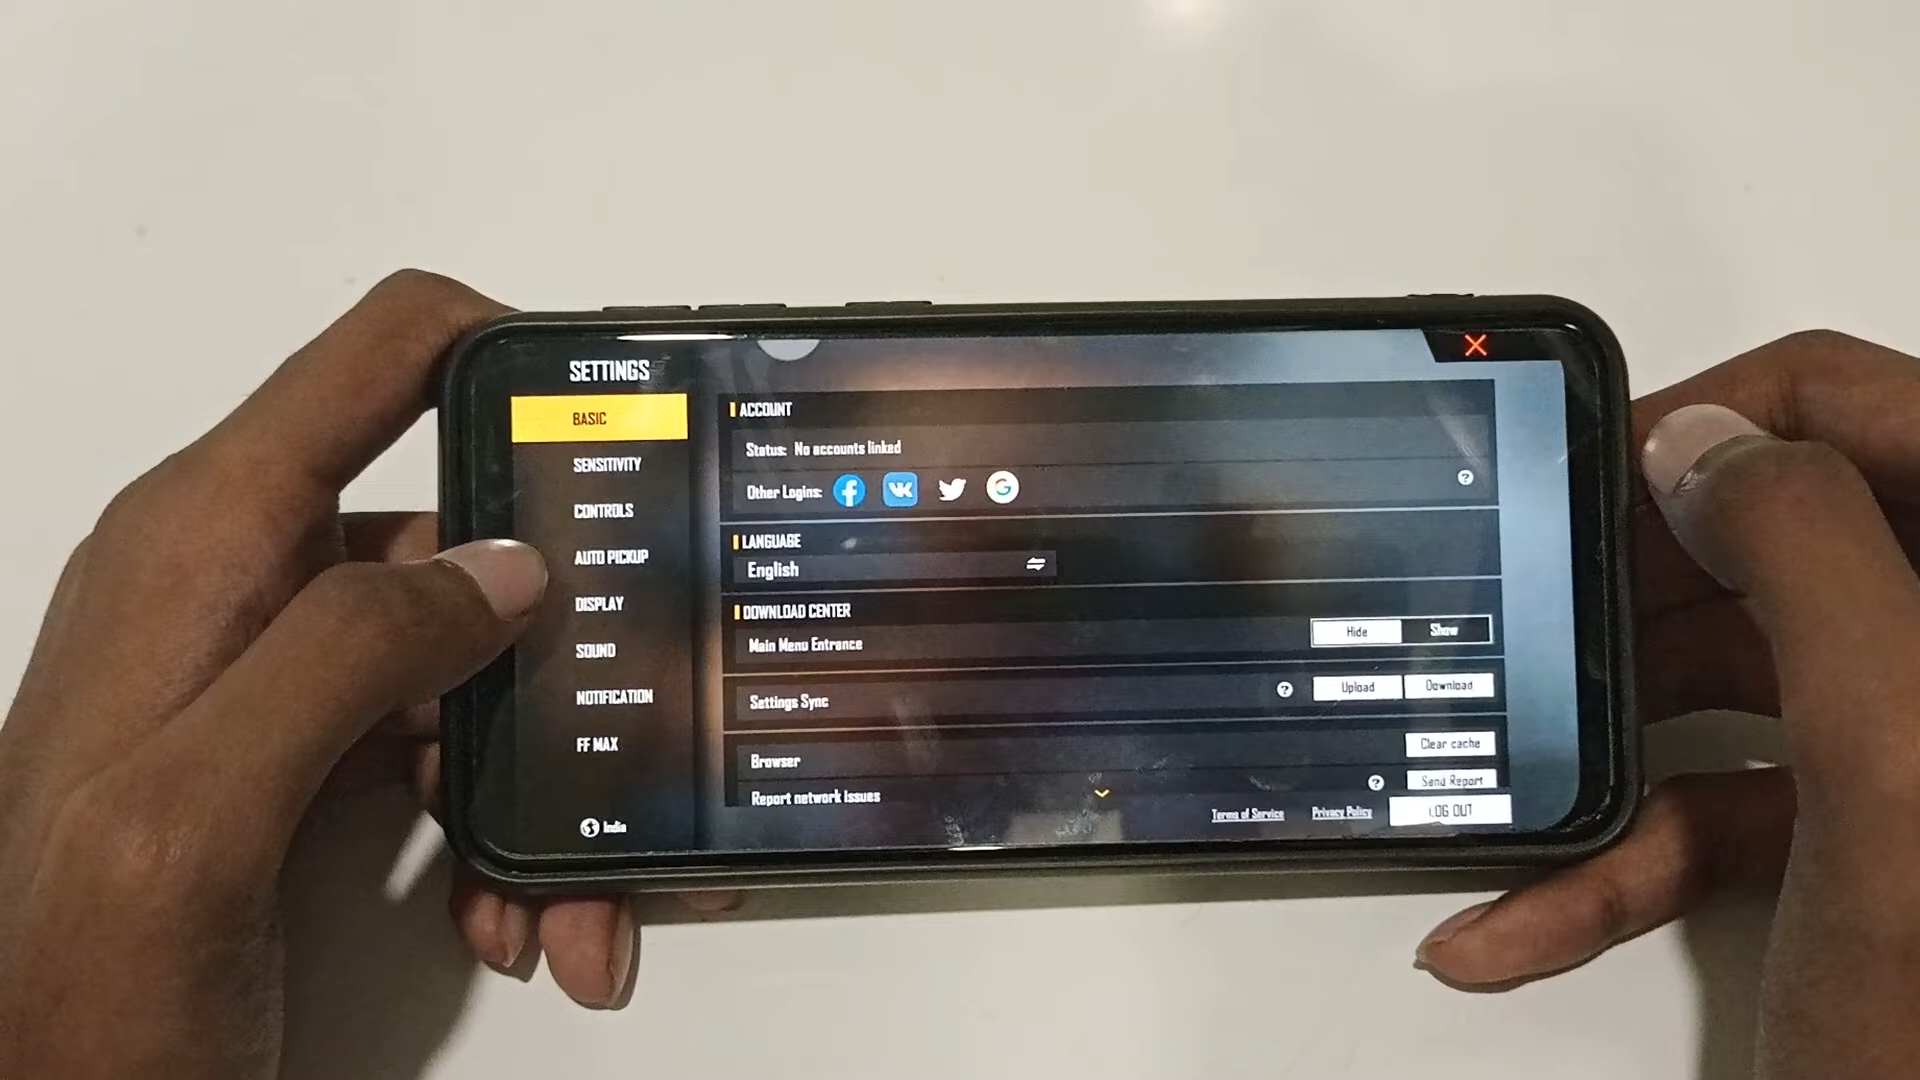 SETTINGS
BASIC
SENSITIVITY
CONTROLS
AUTO PICKUP
DISPLAY
SOUND
NOTIFICATION
FF MAX
India
ACCOUNT
Status: No accounts linked
Other Logins:
LANGUAGE
English
DOWNLOAD CENTER
Main Menu Entrance
Hide Show
Settings Sync
? Upload Download
Browser
Clear cache
Report network issues
? Send Report
Terms of Service Privacy Policy LOG OUT